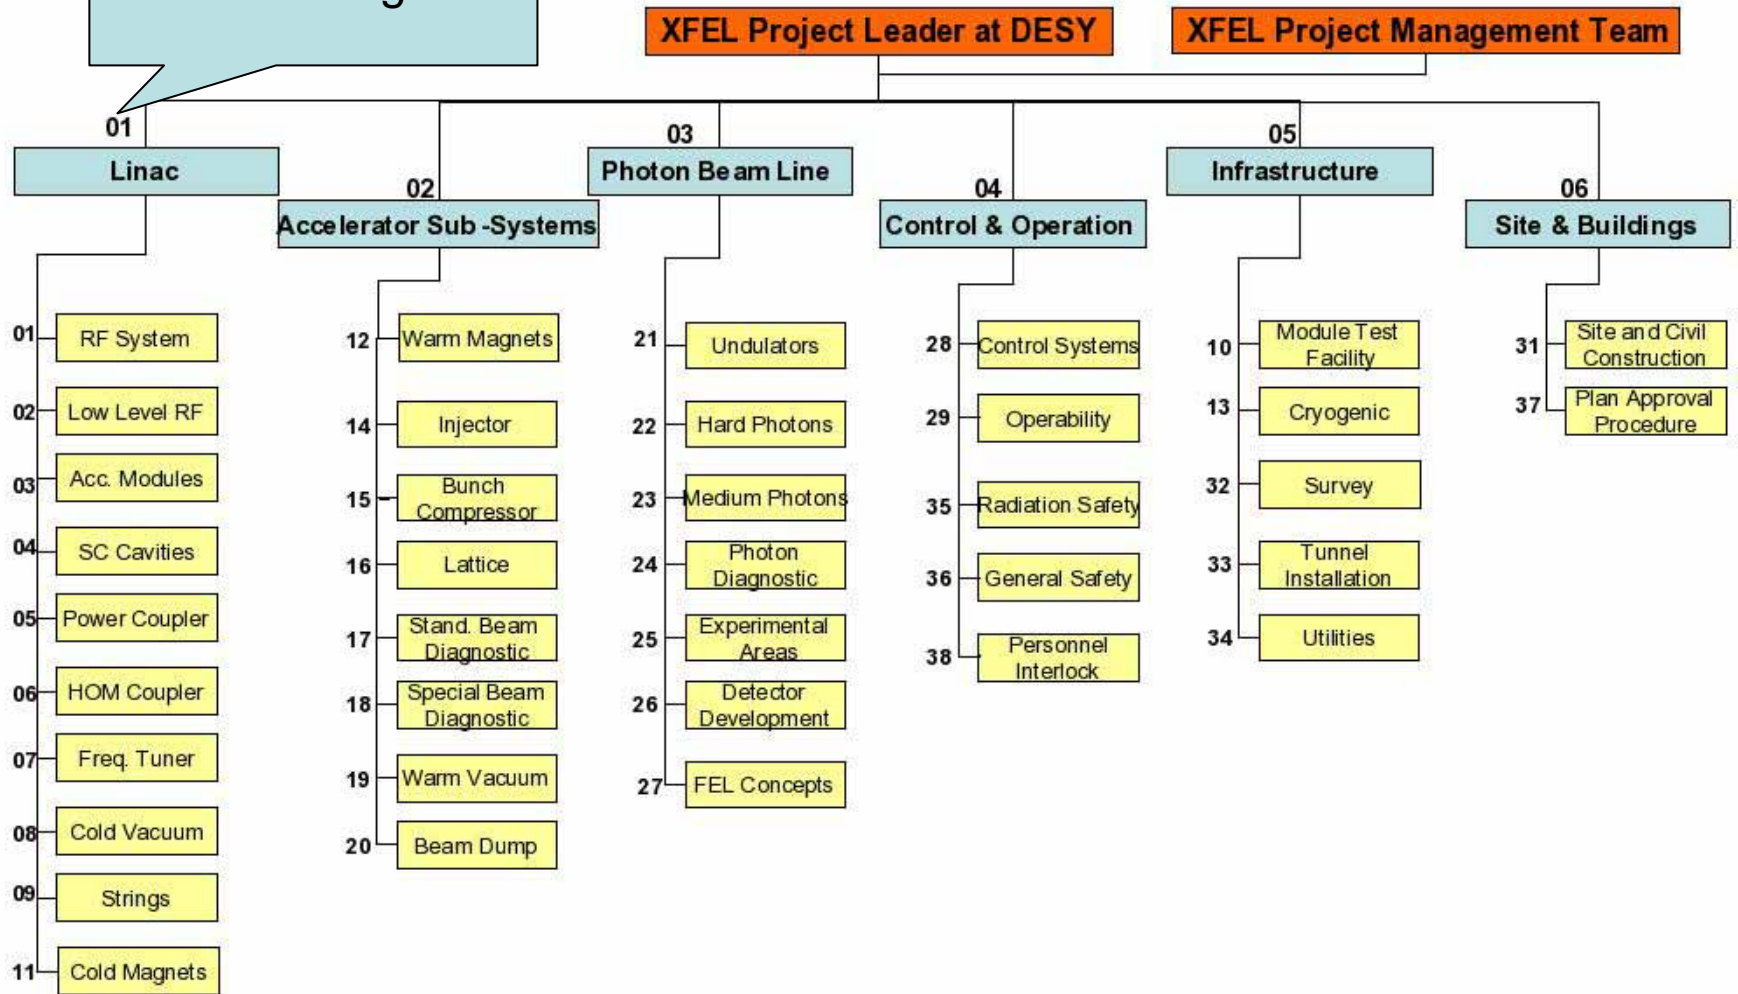 XFEL Project Leader at DESY
XFEL Project Management Team
01
Linac
02
Accelerator Sub -Systems
03
Photon Beam Line
04
Control & Operation
05
Infrastructure
06
Site & Buildings
01
RF System
02
Low Level RF
03
Acc. Modules
04
SC Cavities
05
Power Coupler
06
HOM Coupler
07
Freq. Tuner
08
Cold Vacuum
09
Strings
11
Cold Magnets
12
Warm Magnets
14
Injector
15
Bunch
Compressor
16
Lattice
17
Stand. Beam
Diagnostic
18
Special Beam
Diagnostic
19
Warm Vacuum
20
Beam Dump
21
Undulators
22
Hard Photons
23
Medium Photons
24
Photon
Diagnostic
25
Experimental
Areas
26
Detector
Development
27
FEL Concepts
28
Control Systems
29
Operability
35
Radiation Safety
36
General Safety
38
Personnel
Interlock
10
Module Test
Facility
13
Cryogenic
32
Survey
33
Tunnel
Installation
34
Utilities
31
Site and Civil
Construction
37
Plan Approval
Procedure